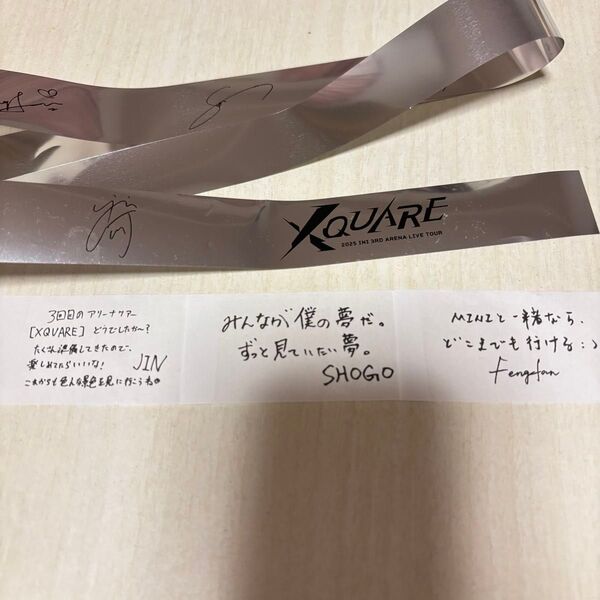 XQUARE
2025 INI 3RD ARENA LIVE TOUR
3回目のアリーナツアー
[XQUARE] どうでしたか〜?
たくさん準備してきたので、
楽しめてたらいいな!
JIN
これからも色んな景色を見に行こうね
みんなが僕の夢だ。
ずっと見ていたい夢。
SHOGO
MINIと一緒なら、
どこまでも行ける:)
Fengfan